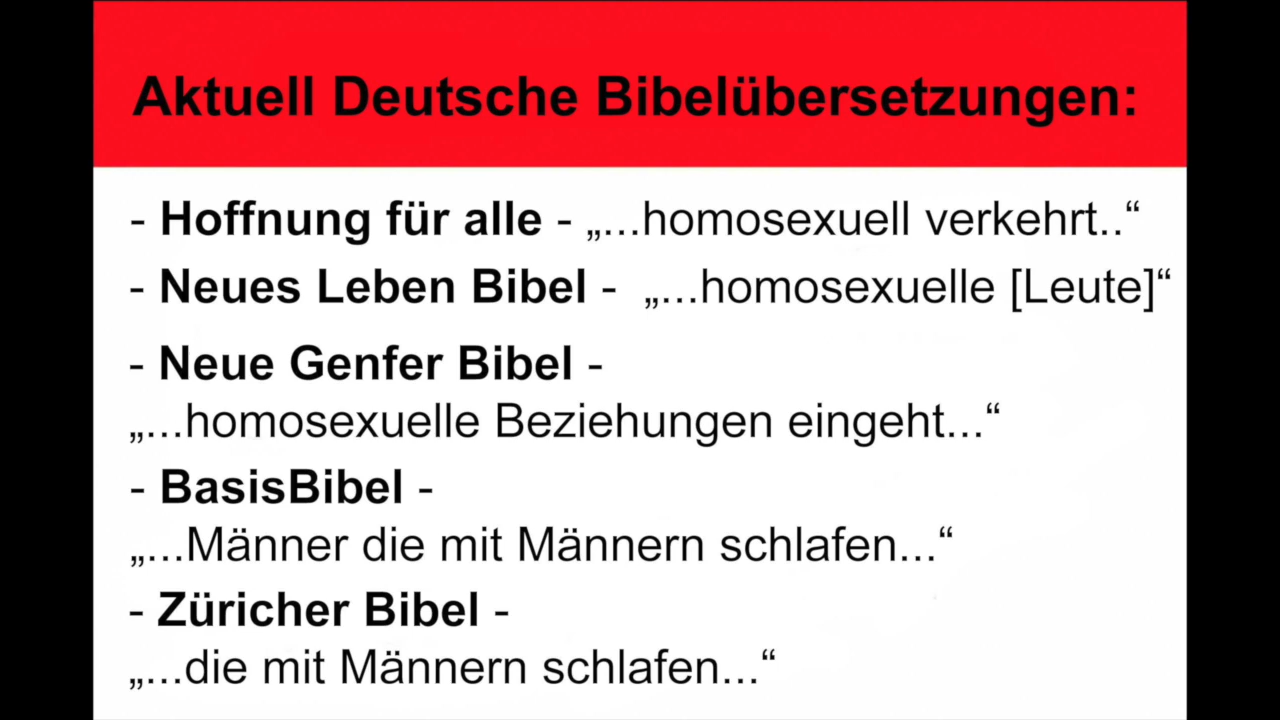 Aktuell Deutsche Bibelübersetzungen:
- Hoffnung für alle - „...homosexuell verkehrt..“
- Neues Leben Bibel - „...homosexuelle [Leute]“
- Neue Genfer Bibel -
„...homosexuelle Beziehungen eingeht...“
- BasisBibel -
„...Männer die mit Männern schlafen...“
- Züricher Bibel -
„...die mit Männern schlafen...“